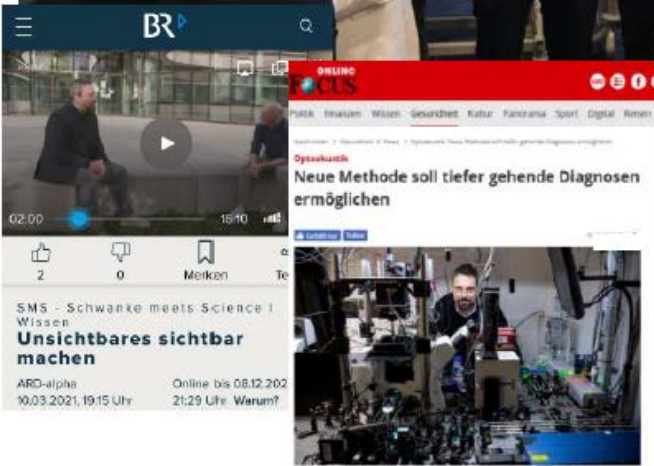 BR
02:00
15:10
2
0
Merken
SMS - Schwanke meets Science |
Wissen
Unsichtbares sichtbar
machen
ARD-alpha
Online bis 08.12.202
10.03.2021, 19:15 Uhr
21:29 Uhr Warum?
ONLINE
FOCUS
Politik Finanzen Wissen Gesundheit Kultur Panorama Sport Digital Reisen
Optoakustik
Neue Methode soll tiefer gehende Diagnosen
ermöglichen
Teilen